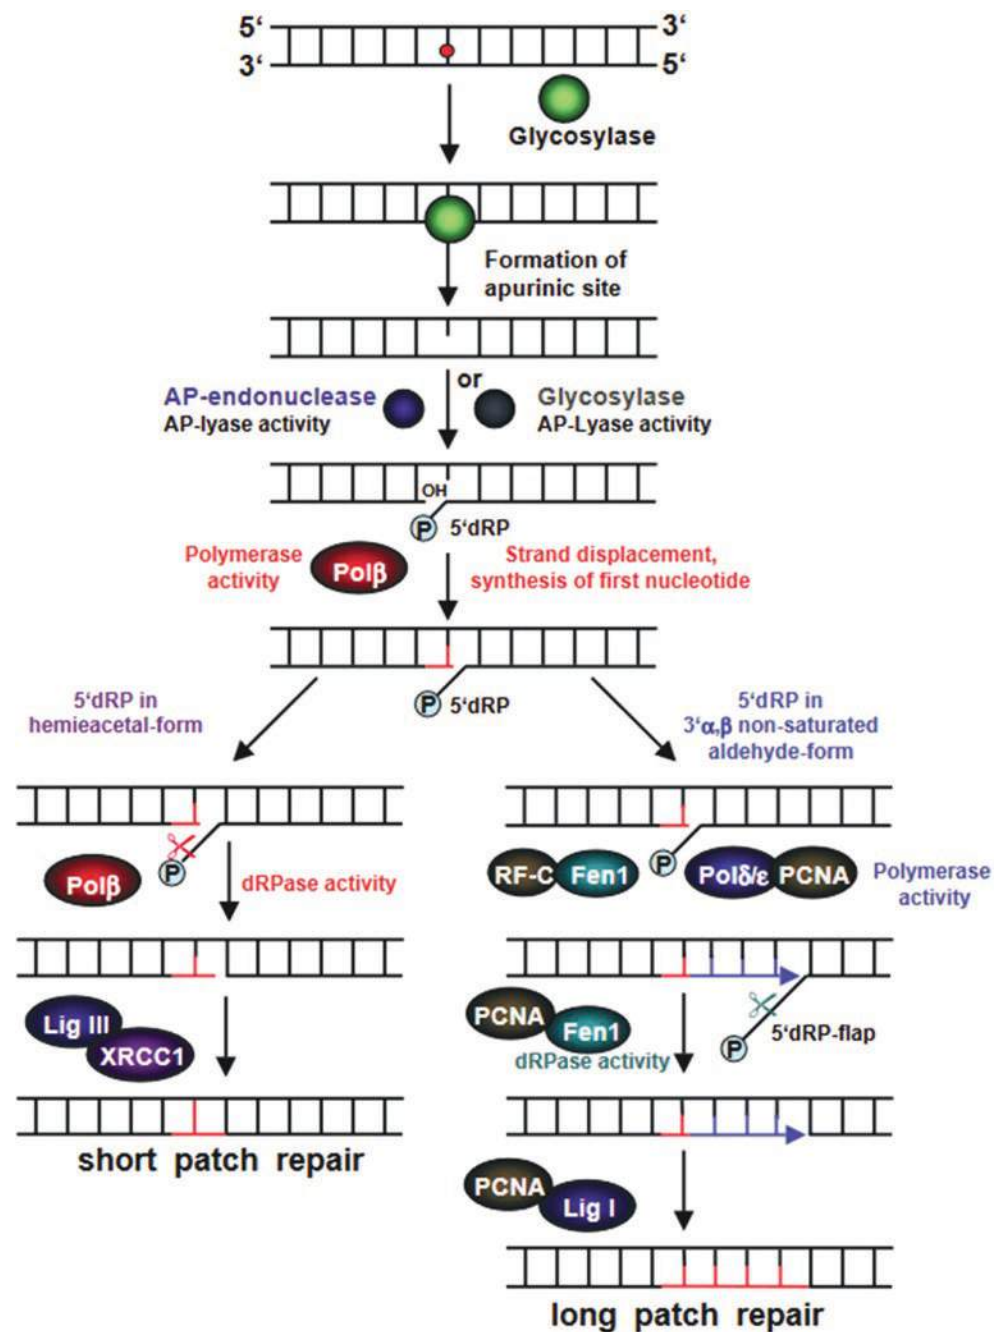 5‘ 3‘
3‘ 5‘
Glycosylase
Formation of
apurinic site
or
AP-endonuclease
AP-lyase activity
Glycosylase
AP-Lyase activity
OH
P 5‘dRP
Polymerase
activity
Polβ
Strand displacement,
synthesis of first nucleotide
P 5‘dRP
5‘dRP in
hemieacetal-form
5‘dRP in
3‘α,β non-saturated
aldehyde-form
P
Polβ
dRPase activity
Lig III
XRCC1
short patch repair
P
RF-C Fen1
Polδ/ε PCNA
Polymerase
activity
PCNA
Fen1
dRPase activity
P
5‘dRP-flap
PCNA
Lig I
long patch repair